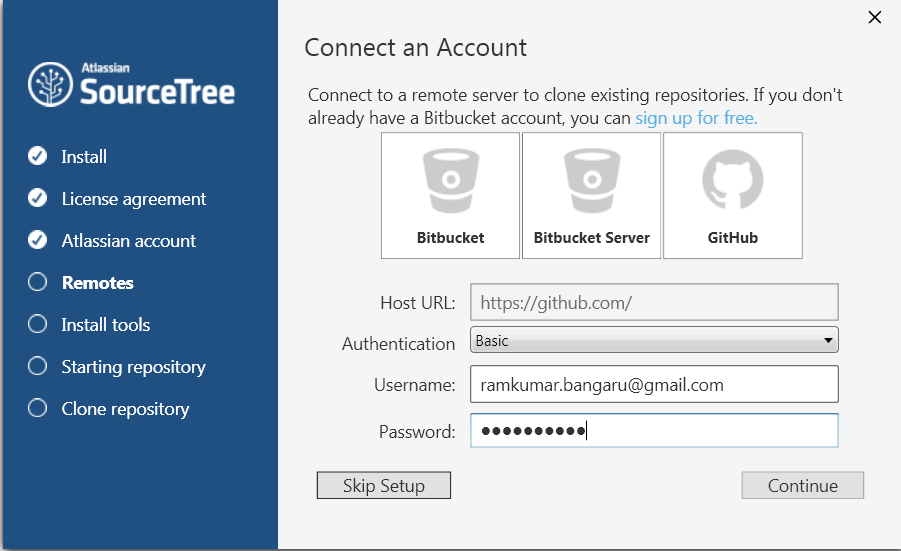 Atlassian
SourceTree
Install
License agreement
Atlassian account
Remotes
Install tools
Starting repository
Clone repository
Connect an Account
Connect to a remote server to clone existing repositories. If you don't
already have a Bitbucket account, you can sign up for free.
Bitbucket
Bitbucket Server
GitHub
Host URL: https://github.com/
Authentication Basic
Username: ramkumar.bangaru@gmail.com
Password: ●●●●●●●●●●
Skip Setup
Continue